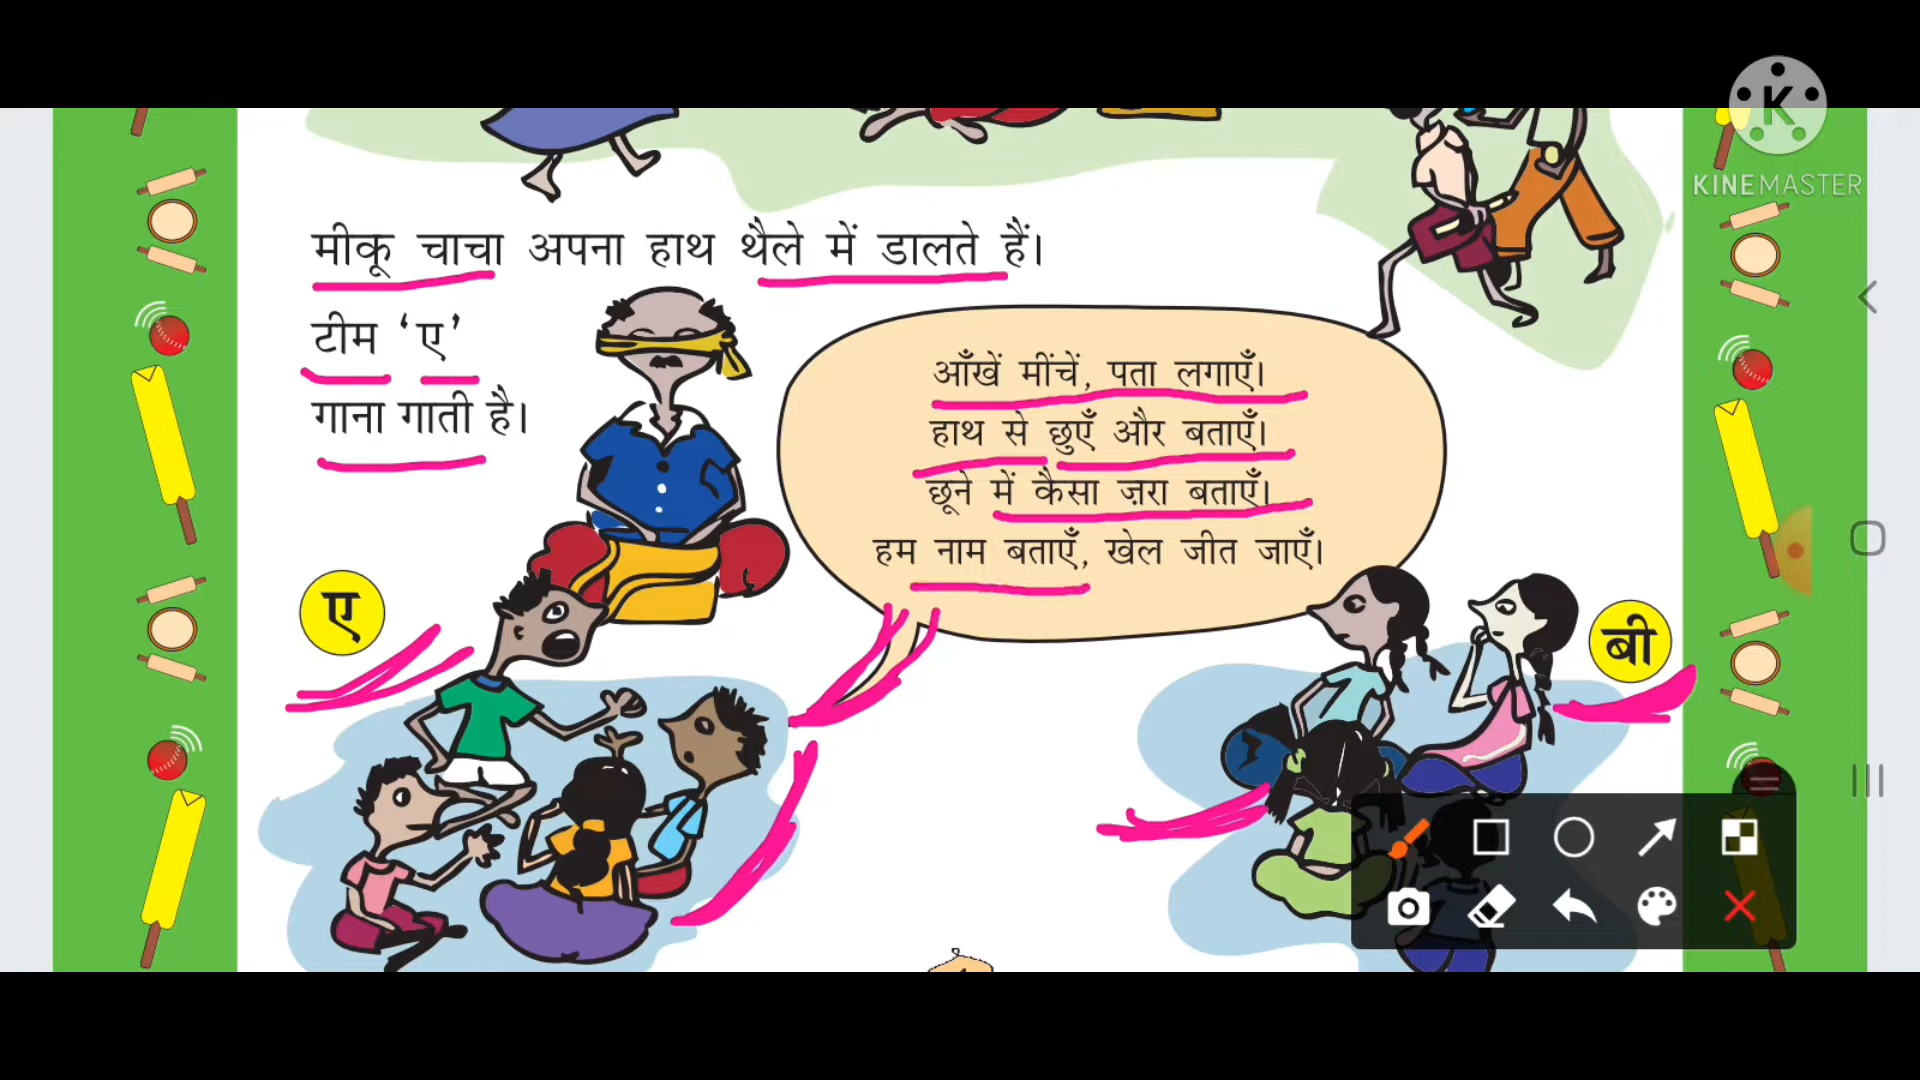 KINEMASTER
मीकू चाचा अपना हाथ थैले में डालते हैं।
टीम ‘ए’
गाना गाती है।
आँखें मींचें, पता लगाएँ।
हाथ से छुएँ और बताएँ।
छूने में कैसा ज़रा बताएँ।
हम नाम बताएँ, खेल जीत जाएँ।
ए
बी